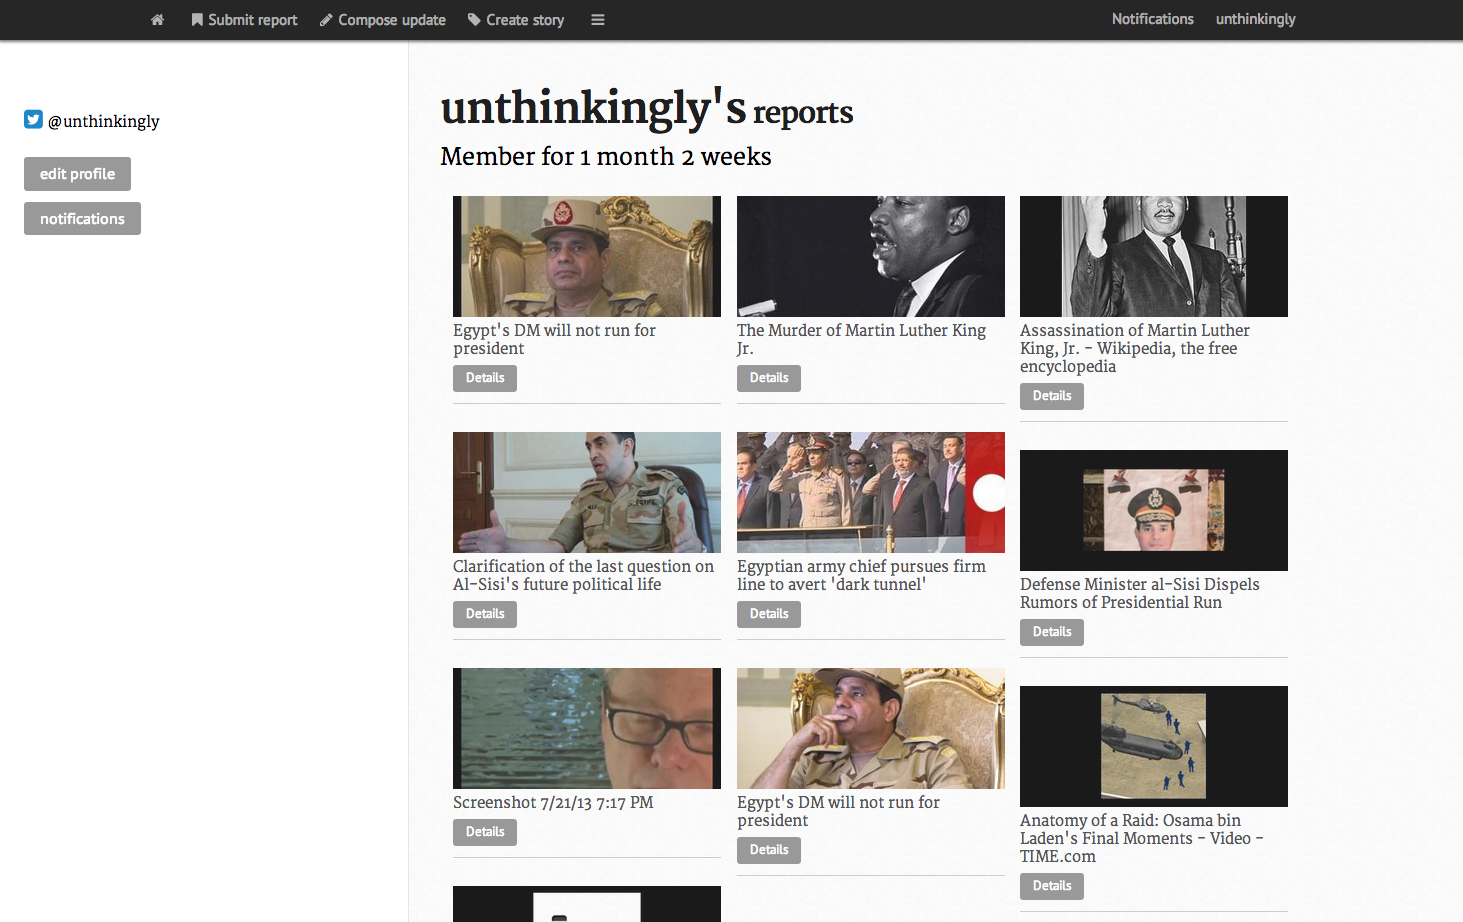 Submit report
Compose update
Create story
Notifications
unthinkingly
@unthinkingly
edit profile
notifications
unthinkingly's reports
Member for 1 month 2 weeks
Egypt's DM will not run for
president
Details
The Murder of Martin Luther King
Jr.
Details
Assassination of Martin Luther
King, Jr. - Wikipedia, the free
encyclopedia
Details
Clarification of the last question on
Al-Sisi's future political life
Details
Egyptian army chief pursues firm
line to avert 'dark tunnel'
Details
Defense Minister al-Sisi Dispels
Rumors of Presidential Run
Details
Screenshot 7/21/13 7:17 PM
Details
Egypt's DM will not run for
president
Details
Anatomy of a Raid: Osama bin
Laden's Final Moments - Video -
TIME.com
Details